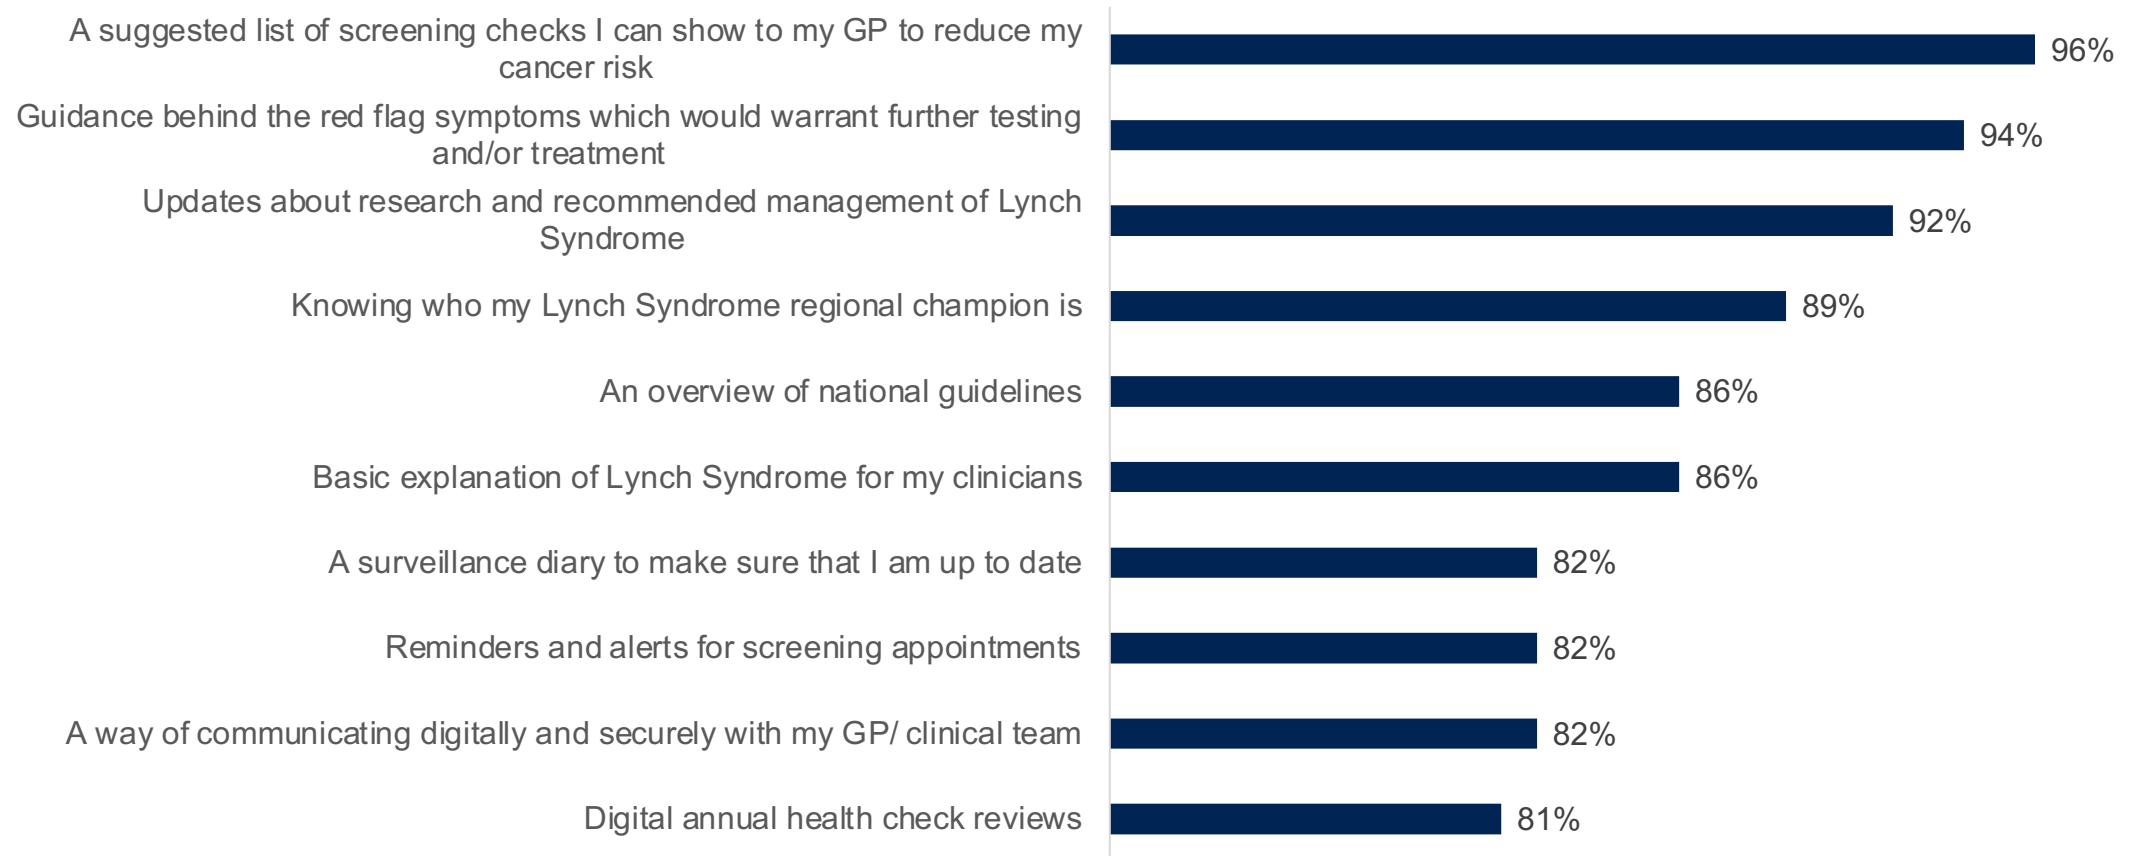 A suggested list of screening checks I can show to my GP to reduce my
cancer risk
96%
Guidance behind the red flag symptoms which would warrant further testing
and/or treatment
94%
Updates about research and recommended management of Lynch
Syndrome
92%
Knowing who my Lynch Syndrome regional champion is
89%
An overview of national guidelines
86%
Basic explanation of Lynch Syndrome for my clinicians
86%
A surveillance diary to make sure that I am up to date
82%
Reminders and alerts for screening appointments
82%
A way of communicating digitally and securely with my GP/ clinical team
82%
Digital annual health check reviews
81%